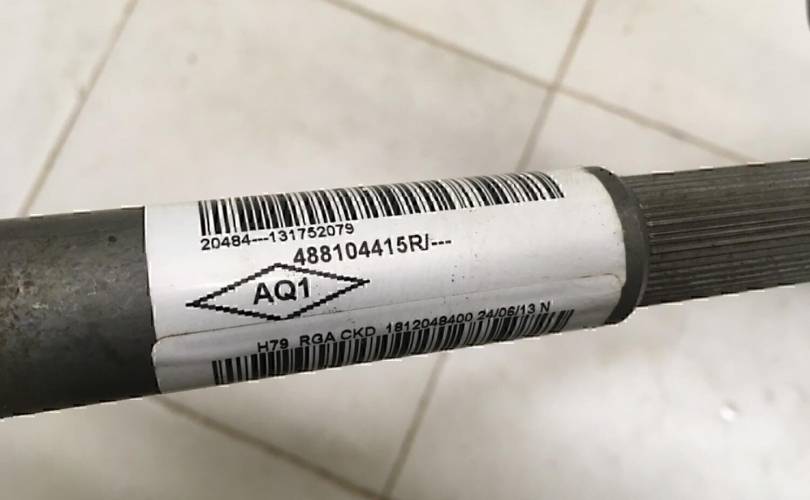 20484---131752079
488104415R/---
AQ1
H79 RGA CKD 1812048400 24/06/13 N